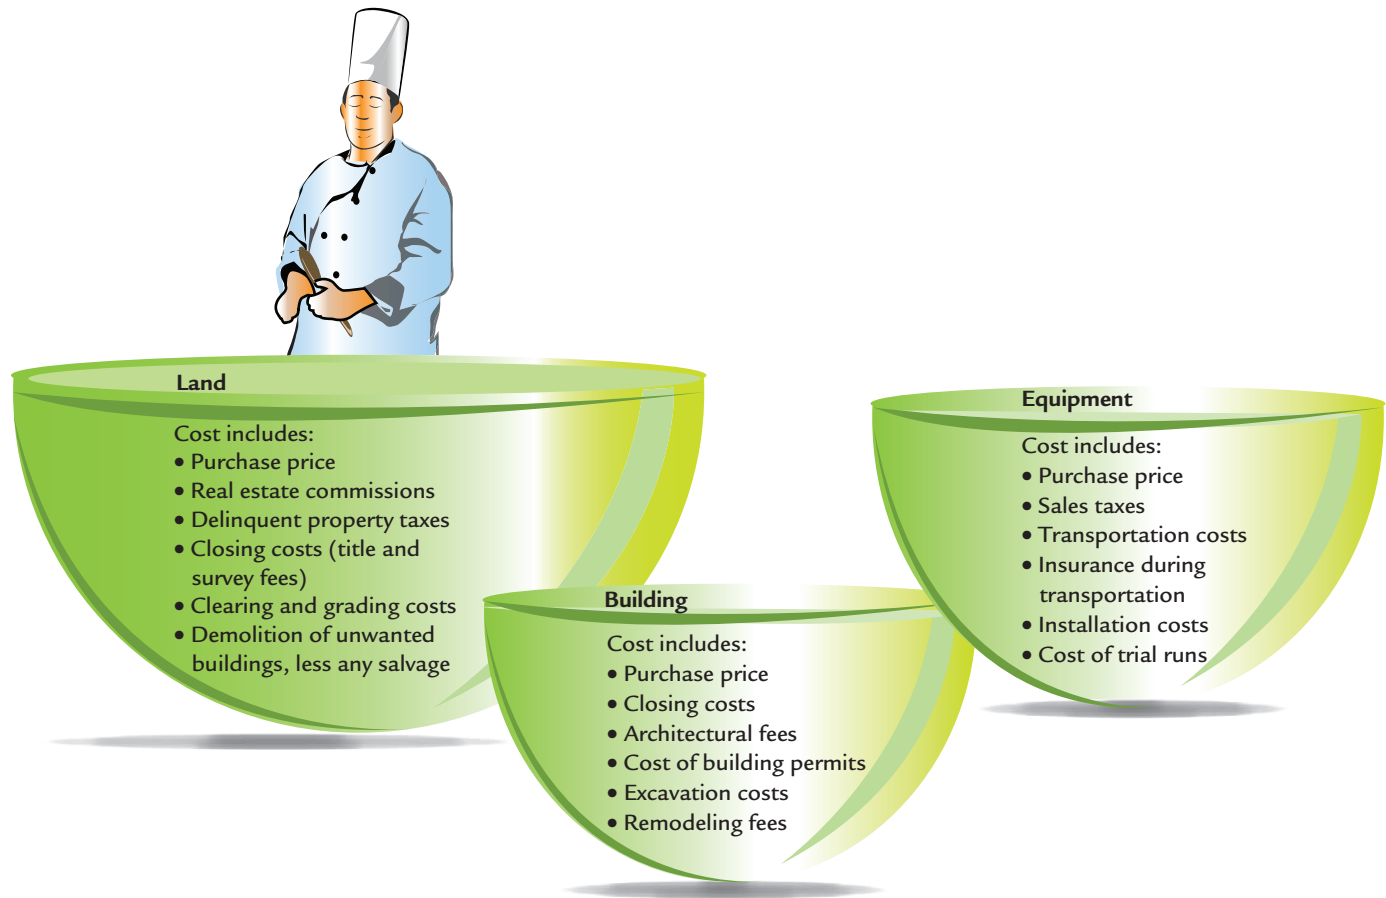 Land
Cost includes:
• Purchase price
• Real estate commissions
• Delinquent property taxes
• Closing costs (title and
survey fees)
• Clearing and grading costs
• Demolition of unwanted
buildings, less any salvage
Building
Cost includes:
• Purchase price
• Closing costs
• Architectural fees
• Cost of building permits
• Excavation costs
• Remodeling fees
Equipment
Cost includes:
• Purchase price
• Sales taxes
• Transportation costs
• Insurance during
transportation
• Installation costs
• Cost of trial runs